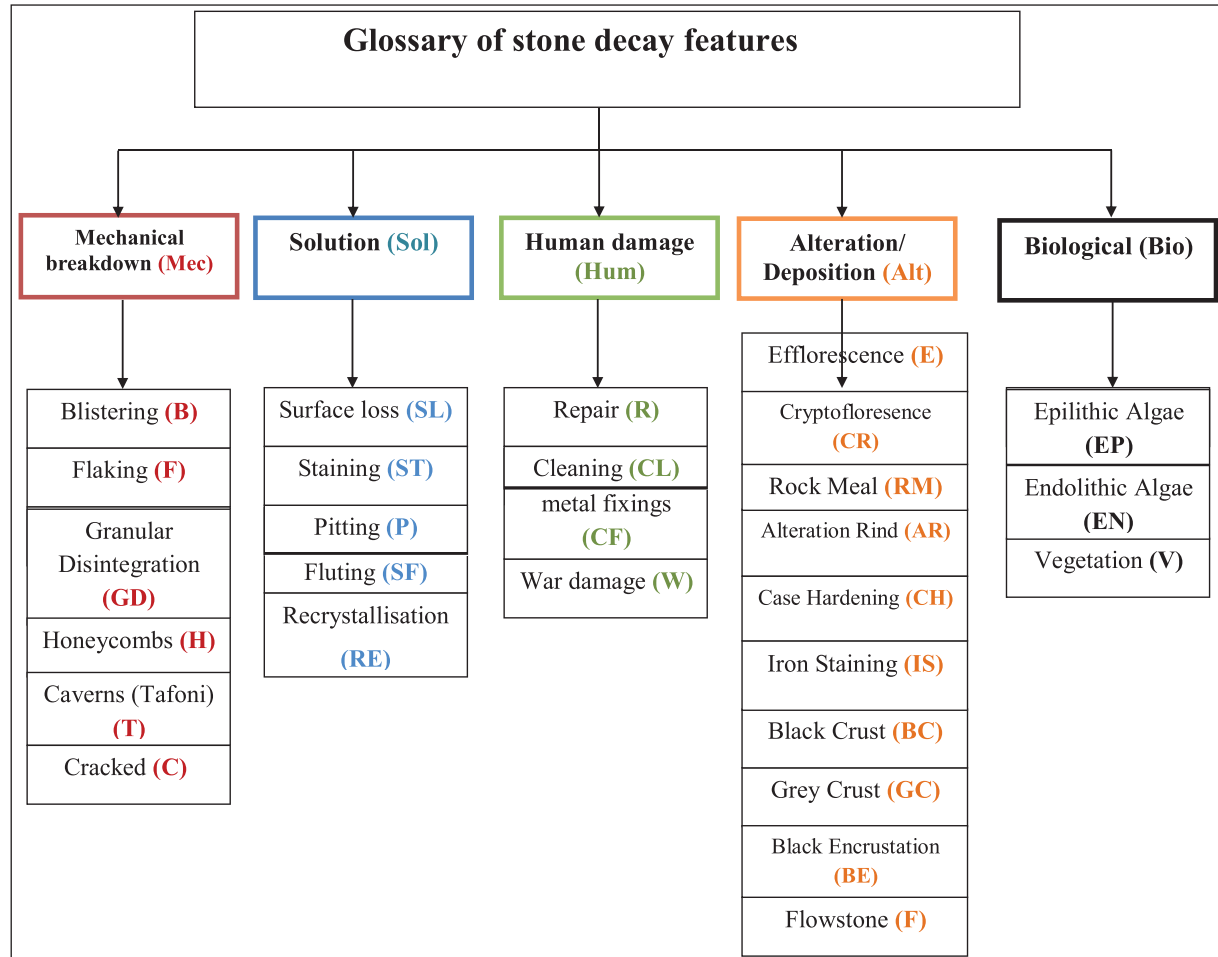 Glossary of stone decay features
Mechanical
breakdown (Mec)
Solution (Sol)
Human damage
(Hum)
Alteration/
Deposition (Alt)
Biological (Bio)
Blistering (B)
Flaking (F)
Granular
Disintegration
(GD)
Honeycombs (H)
Caverns (Tafoni)
(T)
Cracked (C)
Surface loss (SL)
Staining (ST)
Pitting (P)
Fluting (SF)
Recrystallisation
(RE)
Repair (R)
Cleaning (CL)
metal fixings
(CF)
War damage (W)
Efflorescence (E)
Cryptofloresence
(CR)
Rock Meal (RM)
Alteration Rind (AR)
Case Hardening (CH)
Iron Staining (IS)
Black Crust (BC)
Grey Crust (GC)
Black Encrustation
(BE)
Flowstone (F)
Epilithic Algae
(EP)
Endolithic Algae
(EN)
Vegetation (V)